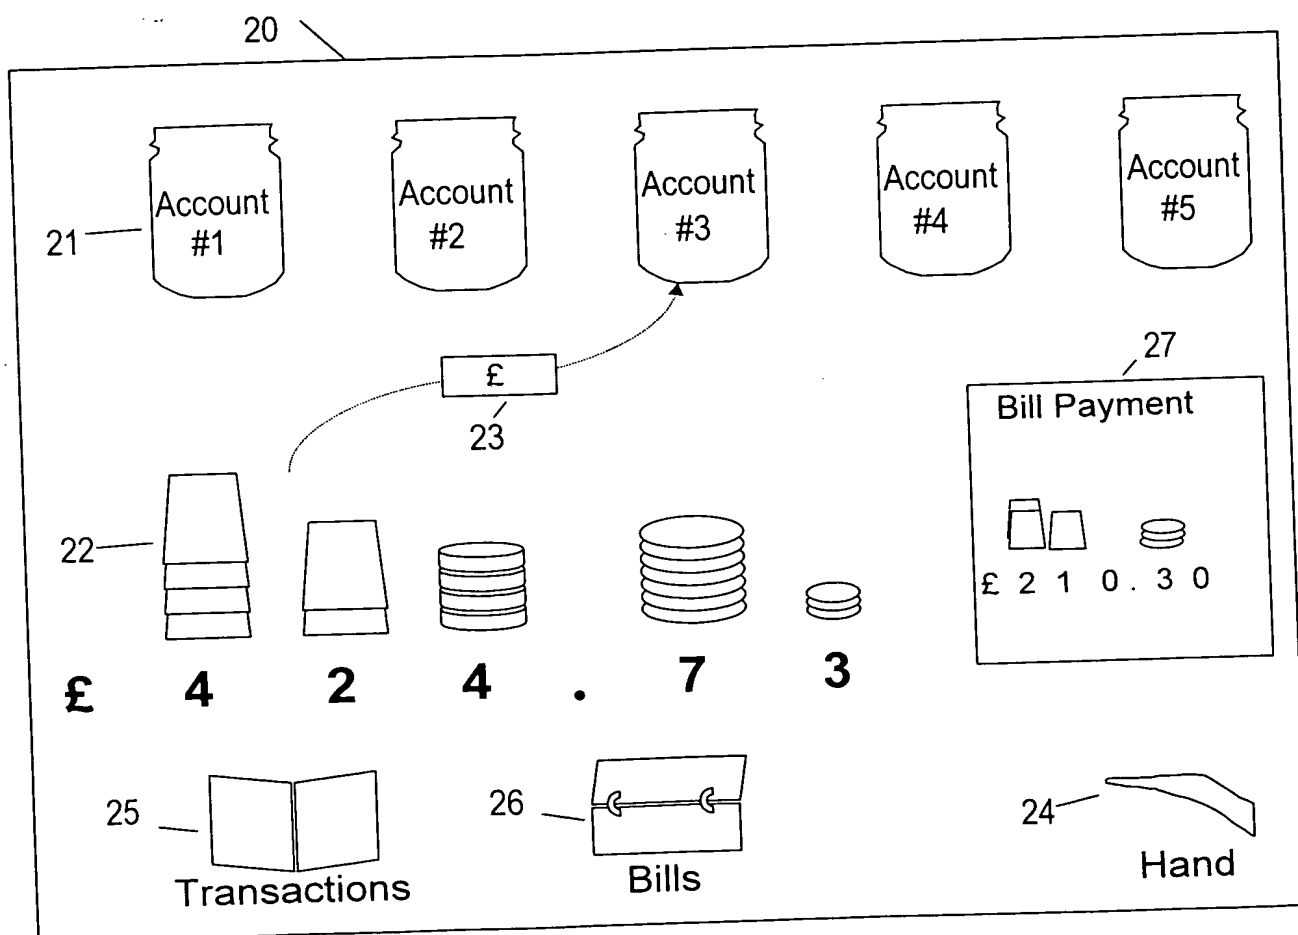 20
Account
#1
Account
#2
Account
#3
Account
#4
Account
#5
21
£
23
27
Bill Payment
£ 2 1 0 . 3 0
22
£ 4 2 4 . 7 3
25
Transactions
26
Bills
24
Hand